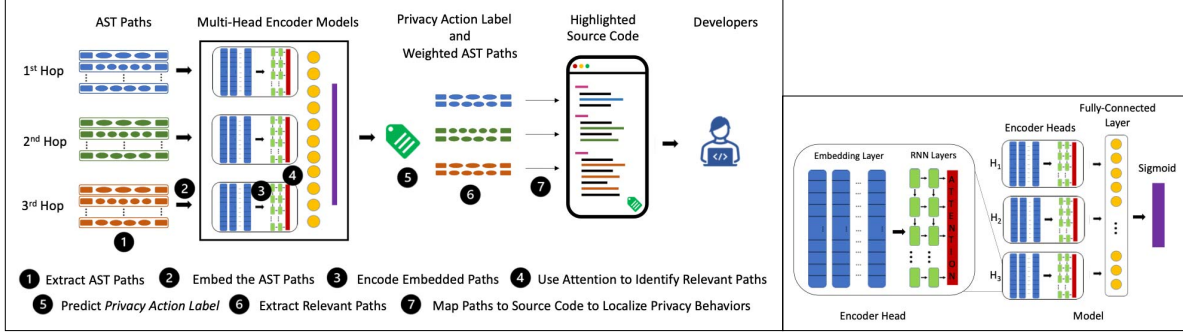 AST Paths
Multi-Head Encoder Models
Privacy Action Label
and
Weighted AST Paths
Highlighted
Source Code
Developers
1st Hop
2nd Hop
3rd Hop
1
2
3
4
5
6
7
1 Extract AST Paths 2 Embed the AST Paths 3 Encode Embedded Paths 4 Use Attention to Identify Relevant Paths
5 Predict Privacy Action Label 6 Extract Relevant Paths 7 Map Paths to Source Code to Localize Privacy Behaviors
Fully-Connected
Layer
Encoder Heads
Embedding Layer
RNN Layers
Sigmoid
H1
H2
H3
ATTENTION
Encoder Head
Model